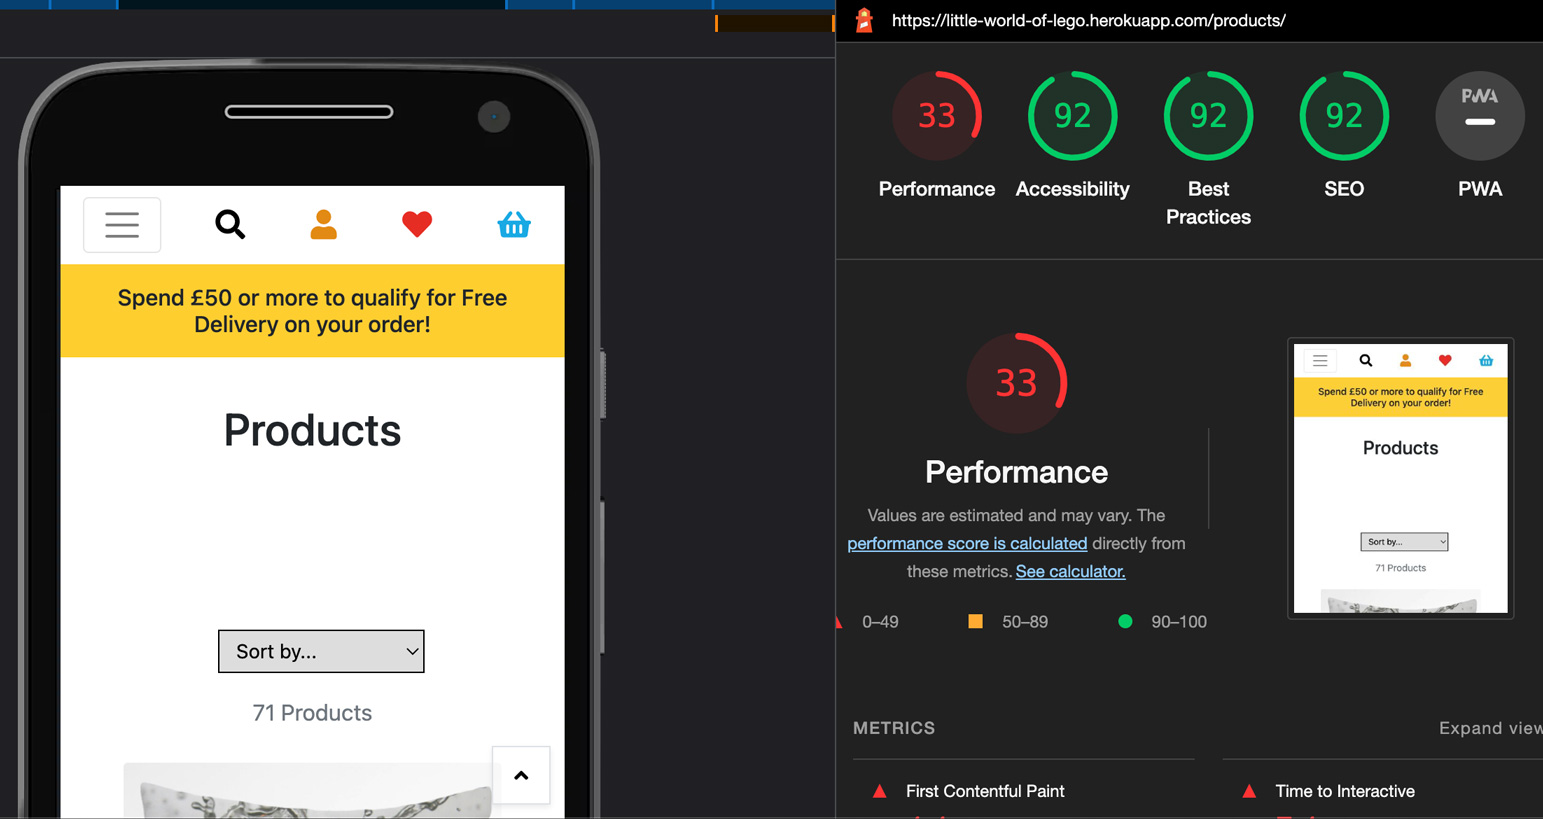 https://little-world-of-lego.herokuapp.com/products/
33
92
92
92
PWA
Performance
Accessibility
Best
Practices
SEO
PWA
Spend £50 or more to qualify for Free
Delivery on your order!
Products
Sort by...
71 Products
33
Performance
Values are estimated and may vary. The
performance score is calculated directly from
these metrics. See calculator.
0–49
50–89
90–100
Spend £50 or more to qualify for Free
Delivery on your order!
Products
Sort by...
71 Products
METRICS
Expand view
First Contentful Paint
Time to Interactive